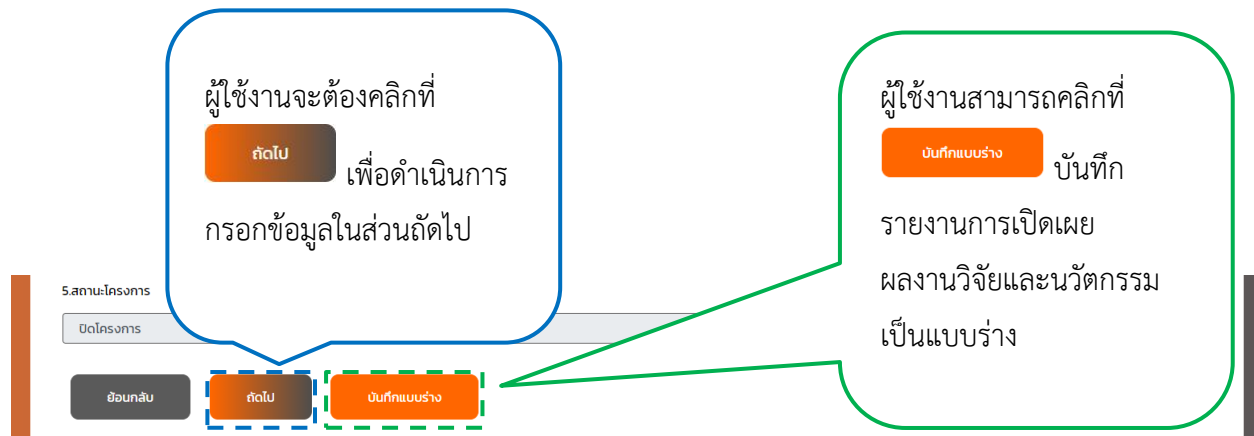 ผู้ใช้งานจะต้องคลิกที่
ถัดไป เพื่อดำเนินการ
กรอกข้อมูลในส่วนถัดไป
ผู้ใช้งานสามารถคลิกที่
บันทึกแบบร่าง บันทึก
รายงานการเปิดเผย
ผลงานวิจัยและนวัตกรรม
เป็นแบบร่าง
5.สถานะโครงการ
ปิดโครงการ
ย้อนกลับ ถัดไป บันทึกแบบร่าง